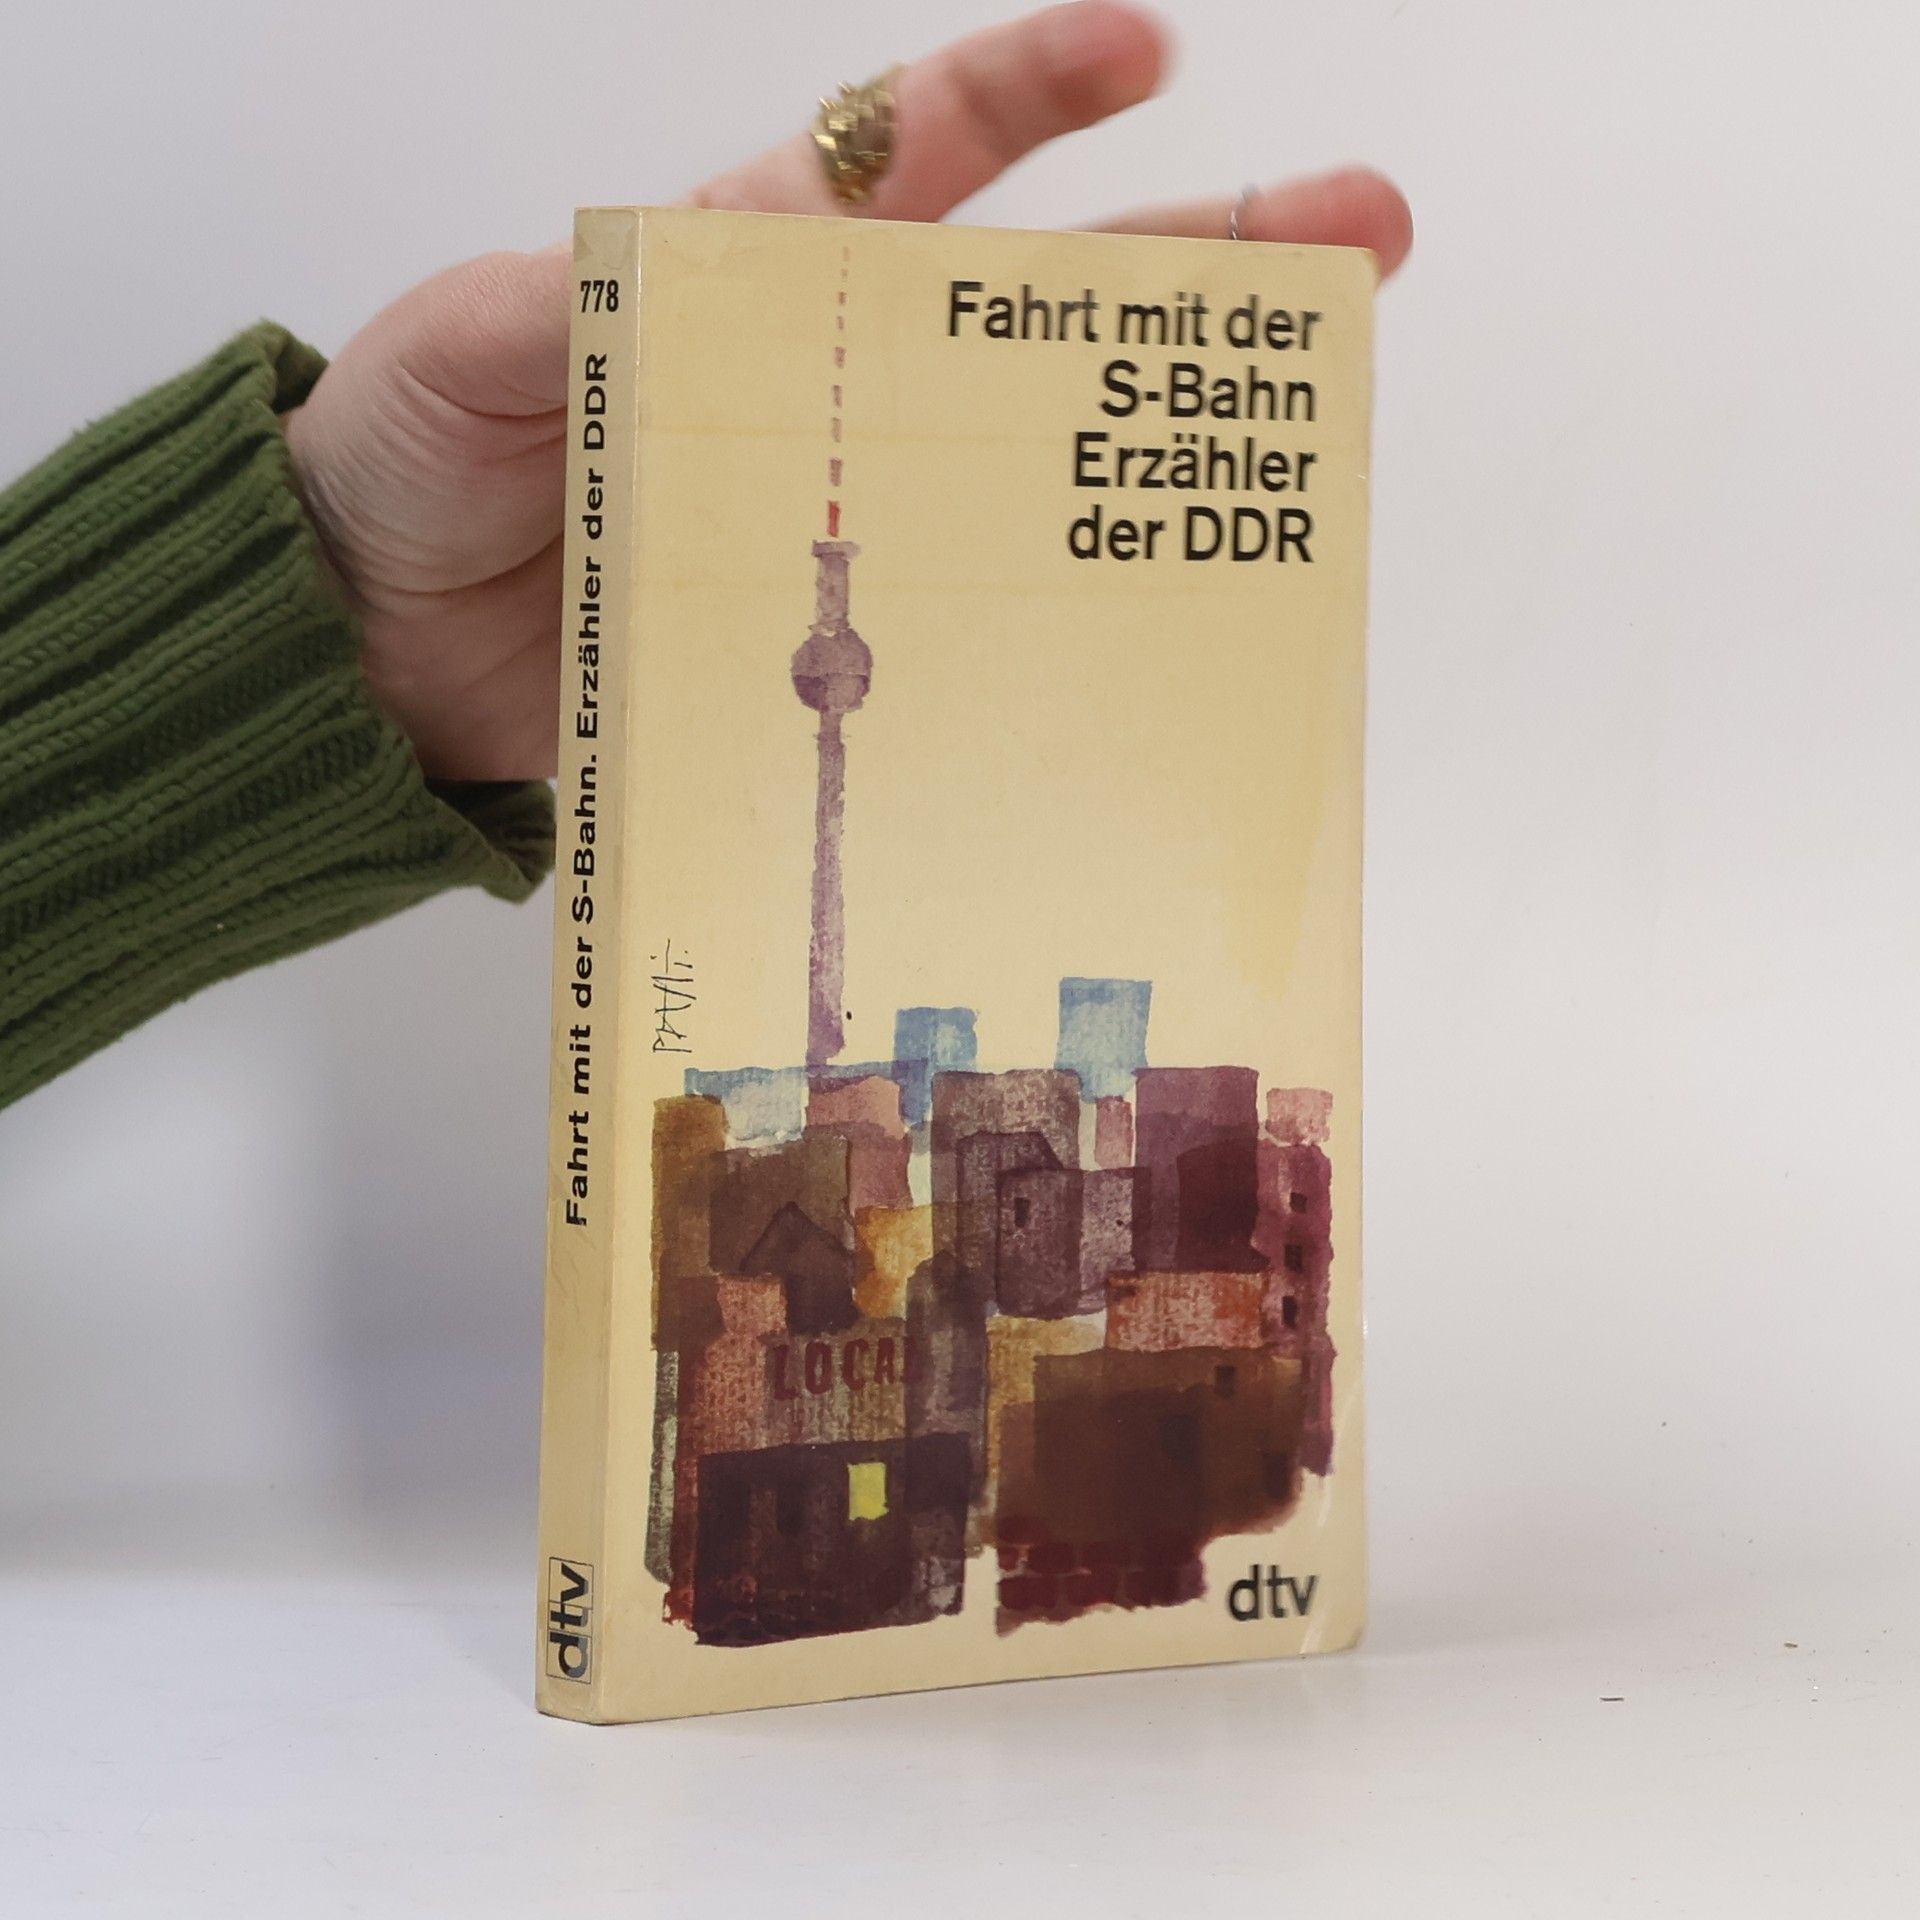 778
Fahrt mit der S-Bahn. Erzähler der DDR
dtv
Fahrt mit der
S-Bahn
Erzähler
der DDR
LOCAL
dtv